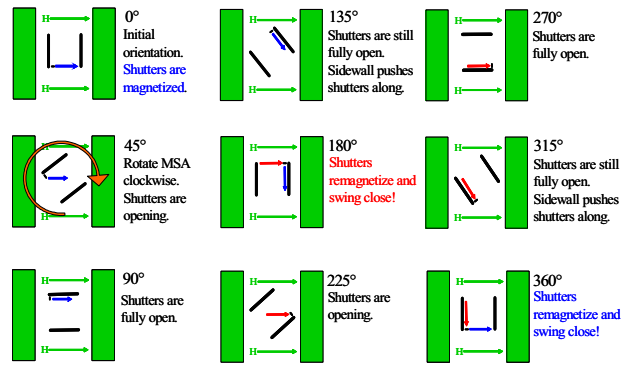 H
0°
Initial
orientation.
Shutters are
magnetized.
H
H
135°
Shutters are still
fully open.
Sidewall pushes
shutters along.
H
H
270°
Shutters are
fully open.
H
H
45°
Rotate MSA
clockwise.
Shutters are
opening.
H
H
180°
Shutters
remagnetize and
swing close!
H
H
315°
Shutters are still
fully open.
Sidewall pushes
shutters along.
H
H
90°
Shutters are
fully open.
H
H
225°
Shutters are
opening.
H
H
360°
Shutters
remagnetize and
swing close!
H